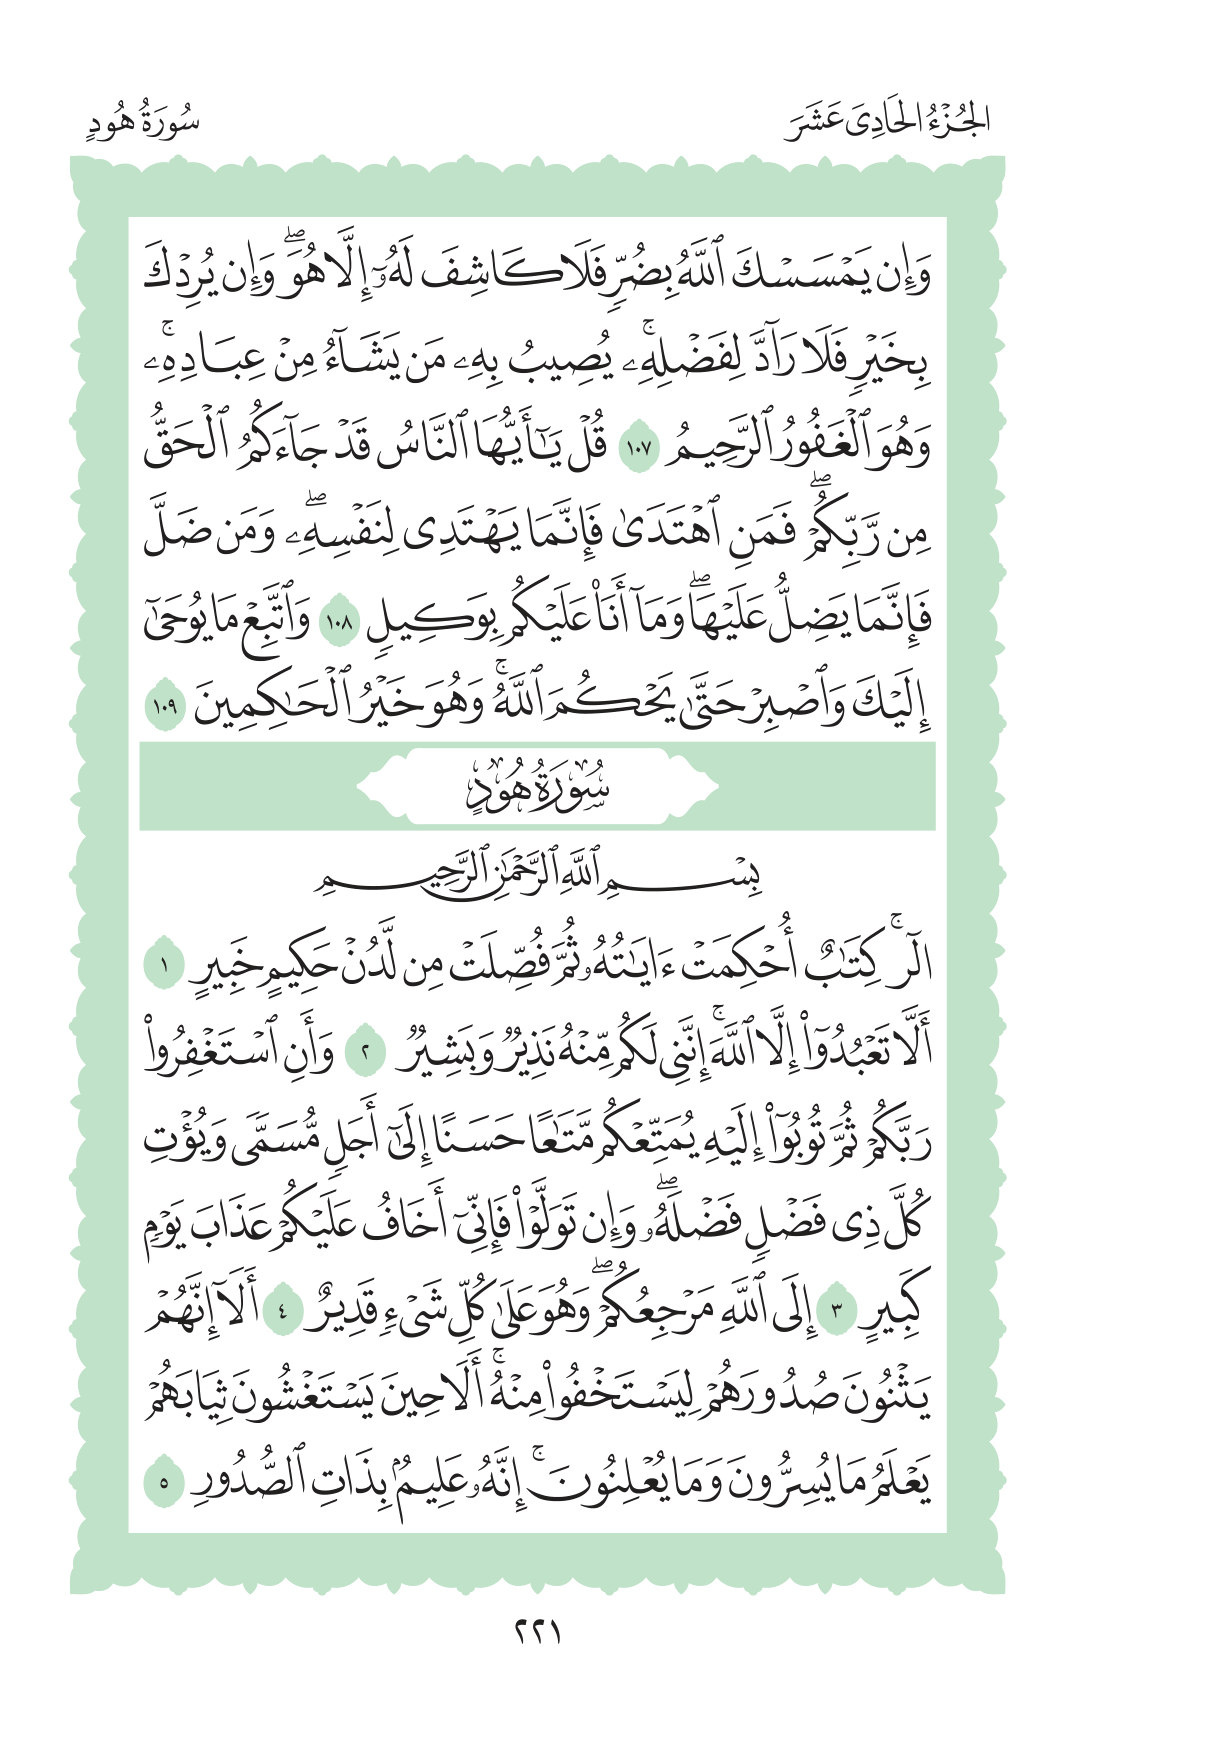 الجُزْءُ الحَادِىَ عَشَرَ
سُورَةُ هُودٍ
وَإِن يَمْسَسْكَ ٱللَّهُ بِضُرٍّ فَلَا كَاشِفَ لَهُۥٓ إِلَّا هُوَۖ وَإِن يُرِدْكَ
بِخَيْرٍ فَلَا رَآدَّ لِفَضْلِهِۦۚ يُصِيبُ بِهِۦ مَن يَشَآءُ مِنْ عِبَادِهِۦۚ
وَهُوَ ٱلْغَفُورُ ٱلرَّحِيمُ ١٠٧ قُلْ يَٰٓأَيُّهَا ٱلنَّاسُ قَدْ جَآءَكُمُ ٱلْحَقُّ
مِن رَّبِّكُمْۖ فَمَنِ ٱهْتَدَىٰ فَإِنَّمَا يَهْتَدِى لِنَفْسِهِۦۖ وَمَن ضَلَّ
فَإِنَّمَا يَضِلُّ عَلَيْهَاۖ وَمَآ أَنَا۠ عَلَيْكُم بِوَكِيلٍ ١٠٨ وَٱتَّبِعْ مَا يُوحَىٰٓ
إِلَيْكَ وَٱصْبِرْ حَتَّىٰ يَحْكُمَ ٱللَّهُۚ وَهُوَ خَيْرُ ٱلْحَٰكِمِينَ ١٠٩
سُورَةُ هُودٍ
بِسْمِ ٱللَّهِ ٱلرَّحْمَٰنِ ٱلرَّحِيمِ
الٓرۚ كِتَٰبٌ أُحْكِمَتْ ءَايَٰتُهُۥ ثُمَّ فُصِّلَتْ مِن لَّدُنْ حَكِيمٍ خَبِيرٍ ١
أَلَّا تَعْبُدُوٓا۟ إِلَّا ٱللَّهَۚ إِنَّنِى لَكُم مِّنْهُ نَذِيرٌ وَبَشِيرٌ ٢ وَأَنِ ٱسْتَغْفِرُوا۟
رَبَّكُمْ ثُمَّ تُوبُوٓا۟ إِلَيْهِ يُمَتِّعْكُم مَّتَٰعًا حَسَنًا إِلَىٰٓ أَجَلٍ مُّسَمًّى وَيُؤْتِ
كُلَّ ذِى فَضْلٍ فَضْلَهُۥۖ وَإِن تَوَلَّوْا۟ فَإِنِّىٓ أَخَافُ عَلَيْكُمْ عَذَابَ يَوْمٍ
كَبِيرٍ ٣ إِلَى ٱللَّهِ مَرْجِعُكُمْۖ وَهُوَ عَلَىٰ كُلِّ شَىْءٍ قَدِيرٌ ٤ أَلَآ إِنَّهُمْ
يَثْنُونَ صُدُورَهُمْ لِيَسْتَخْفُوا۟ مِنْهُۚ أَلَا حِينَ يَسْتَغْشُونَ ثِيَابَهُمْ
يَعْلَمُ مَا يُسِرُّونَ وَمَا يُعْلِنُونَۚ إِنَّهُۥ عَلِيمٌۢ بِذَاتِ ٱلصُّدُورِ ٥
٢٢١